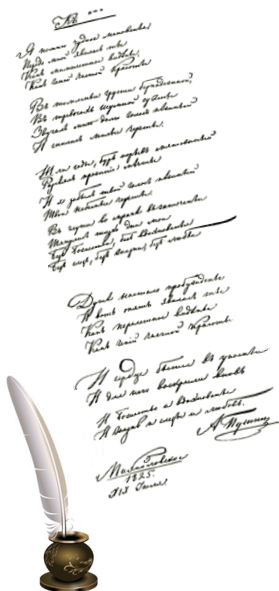 К ***
Я помню чудное мгновенье
Передо мной явилась ты
Как мимолетное виденье
Как гений чистой красоты
В томленьях грусти безнадежной
В тревогах шумной суеты
Звучал мне долго голос нежный
И снились милые черты.
Шли годы, бурь порыв мятежный
Рассеял прежние мечты
И я забыл твой голос нежный
Твои небесные черты.
В глуши во мраке заточенья
Тянулись тихо дни мои
Без божества, без вдохновенья
Без слез, без жизни, без любви
Душе настало пробужденье
И вот опять явилась ты
Как мимолетное виденье
Как гений чистой красоты
И сердце бьется в упоенье
И для него воскресли вновь
И божество и вдохновенье
И жизнь и слезы и любовь.
А Пушкин
Михайловское
1825.